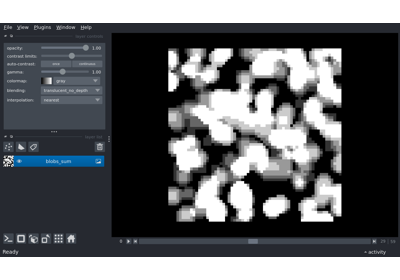 File View Plugins Window Help
opacity: 1.00
contrast limits:
auto-contrast: once continuous
gamma: 1.00
colormap: gray
blending: translucent_no_depth
interpolation: nearest
blobs_sum
Ready
activity